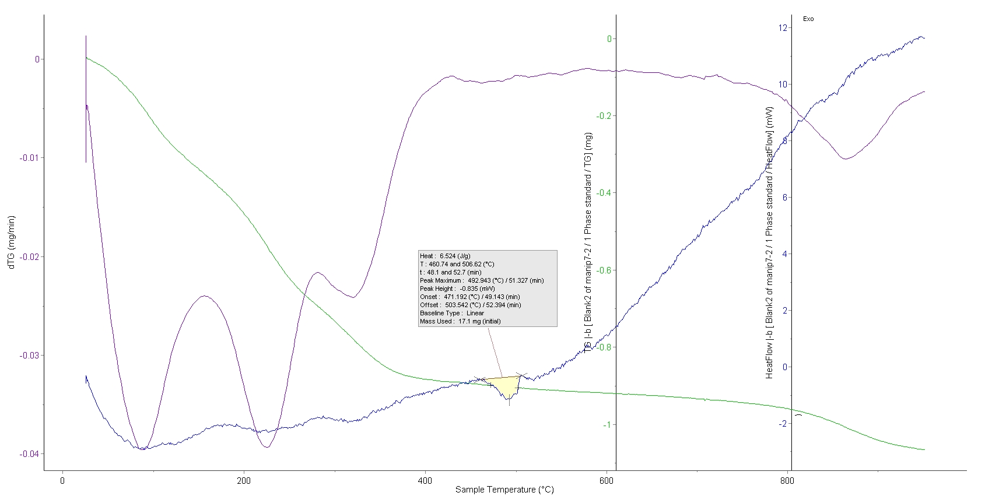 Exo
12
0
0
10
-0.2
8
-0.01
6
-0.4
4
-0.02
-0.6
2
-0.8
0
-0.03
-1
-2
-0.04
dTG (mg/min)
TG |-b [ Blank2 of manip7-2 / 1 Phase standard / TG] (mg)
HeatFlow |-b [ Blank2 of manip7-2 / 1 Phase standard / HeatFlow] (mW)
Heat : 6.524 (J/g)
T : 460.74 and 506.62 (°C)
t : 48.1 and 52.7 (min)
Peak Maximum : 492.943 (°C) / 51.327 (min)
Peak Height : -0.835 (mW)
Onset : 471.192 (°C) / 49.143 (min)
Offset : 503.542 (°C) / 52.394 (min)
Baseline Type : Linear
Mass Used : 17.1 mg (initial)
0 200 400 600 800
Sample Temperature (°C)